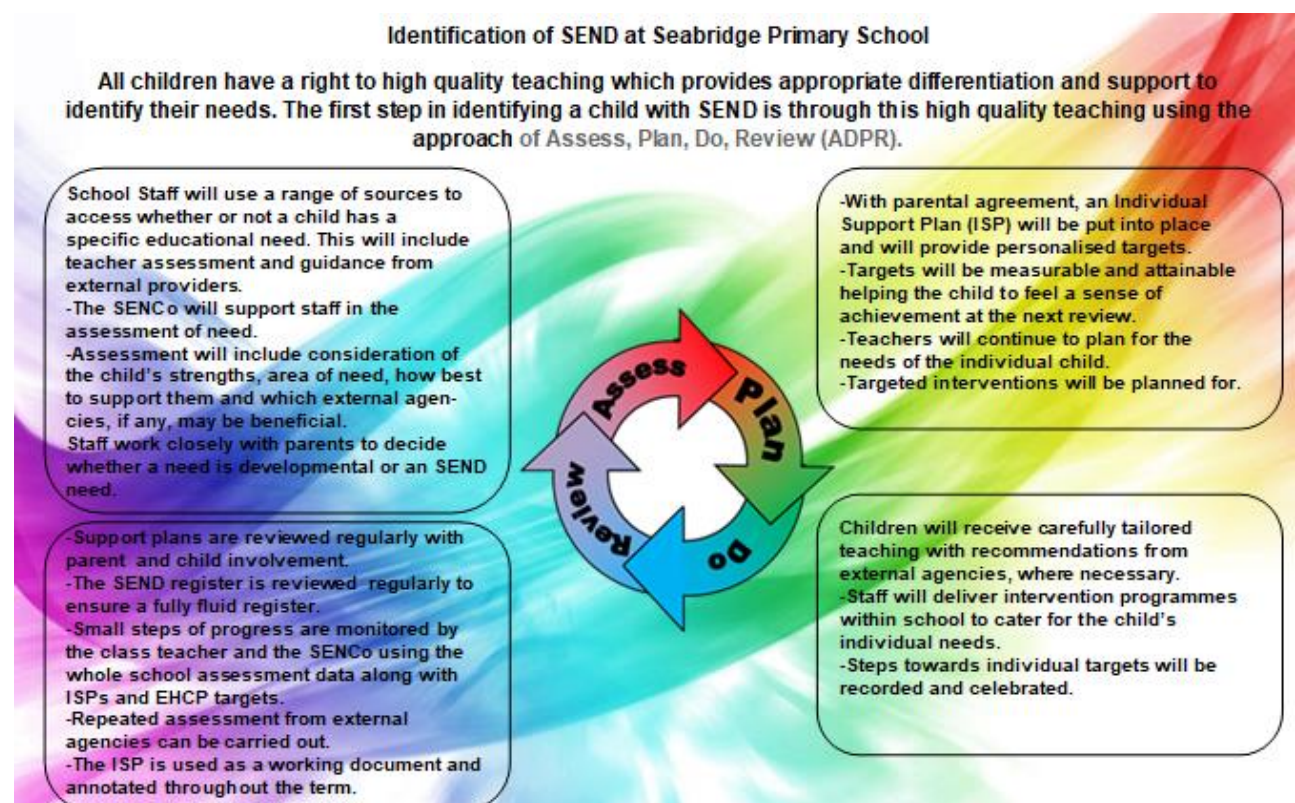 Identification of SEND at Seabridge Primary School
All children have a right to high quality teaching which provides appropriate differentiation and support to
identify their needs. The first step in identifying a child with SEND is through this high quality teaching using the
approach of Assess, Plan, Do, Review (ADPR).
School Staff will use a range of sources to
access whether or not a child has a
specific educational need. This will include
teacher assessment and guidance from
external providers.
-The SENCo will support staff in the
assessment of need.
-Assessment will include consideration of
the child's strengths, area of need, how best
to support them and which external agen-
cies, if any, may be beneficial.
Staff work closely with parents to decide
whether a need is developmental or an SEND
need.
-With parental agreement, an Individual
Support Plan (ISP) will be put into place
and will provide personalised targets.
-Targets will be measurable and attainable
helping the child to feel a sense of
achievement at the next review.
-Teachers will continue to plan for the
needs of the individual child.
-Targeted interventions will be planned for.
Assess
Plan
Do
Review
-Support plans are reviewed regularly with
parent and child involvement.
-The SEND register is reviewed regularly to
ensure a fully fluid register.
-Small steps of progress are monitored by
the class teacher and the SENCo using the
whole school assessment data along with
ISPs and EHCP targets.
-Repeated assessment from external
agencies can be carried out.
-The ISP is used as a working document and
annotated throughout the term.
Children will receive carefully tailored
teaching with recommendations from
external agencies, where necessary.
-Staff will deliver intervention programmes
within school to cater for the child's
individual needs.
-Steps towards individual targets will be
recorded and celebrated.